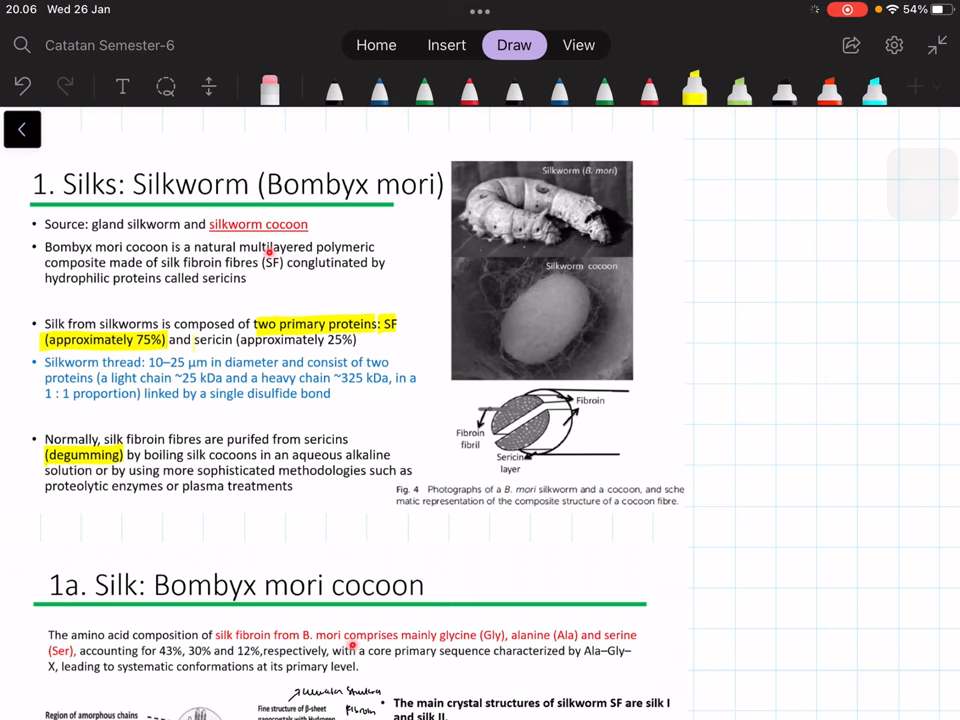 20.06 Wed 26 Jan
54%
Catatan Semester-6
Home Insert Draw View
1. Silks: Silkworm (Bombyx mori)
• Source: gland silkworm and silkworm cocoon
• Bombyx mori cocoon is a natural multilayered polymeric
composite made of silk fibroin fibres (SF) conglutinated by
hydrophilic proteins called sericins
• Silk from silkworms is composed of two primary proteins: SF
(approximately 75%) and sericin (approximately 25%)
• Silkworm thread: 10–25 μm in diameter and consist of two
proteins (a light chain ~25 kDa and a heavy chain ~325 kDa, in a
1 : 1 proportion) linked by a single disulfide bond
• Normally, silk fibroin fibres are purifed from sericins
(degumming) by boiling silk cocoons in an aqueous alkaline
solution or by using more sophisticated methodologies such as
proteolytic enzymes or plasma treatments
Silkworm (B. mori)
Silkworm cocoon
Fibroin
Fibroin
fibril
Sericin
layer
Fig. 4 Photographs of a B. mori silkworm and a cocoon, and sche
matic representation of the composite structure of a cocoon fibre.
1a. Silk: Bombyx mori cocoon
The amino acid composition of silk fibroin from B. mori comprises mainly glycine (Gly), alanine (Ala) and serine
(Ser), accounting for 43%, 30% and 12%,respectively, with a core primary sequence characterized by Ala–Gly–
X, leading to systematic conformations at its primary level.
Region of amorphous chains
Fine structure of β-sheet
nanocrystals with Hydrogen
Fibroin
• The main crystal structures of silkworm SF are silk I
and silk II.